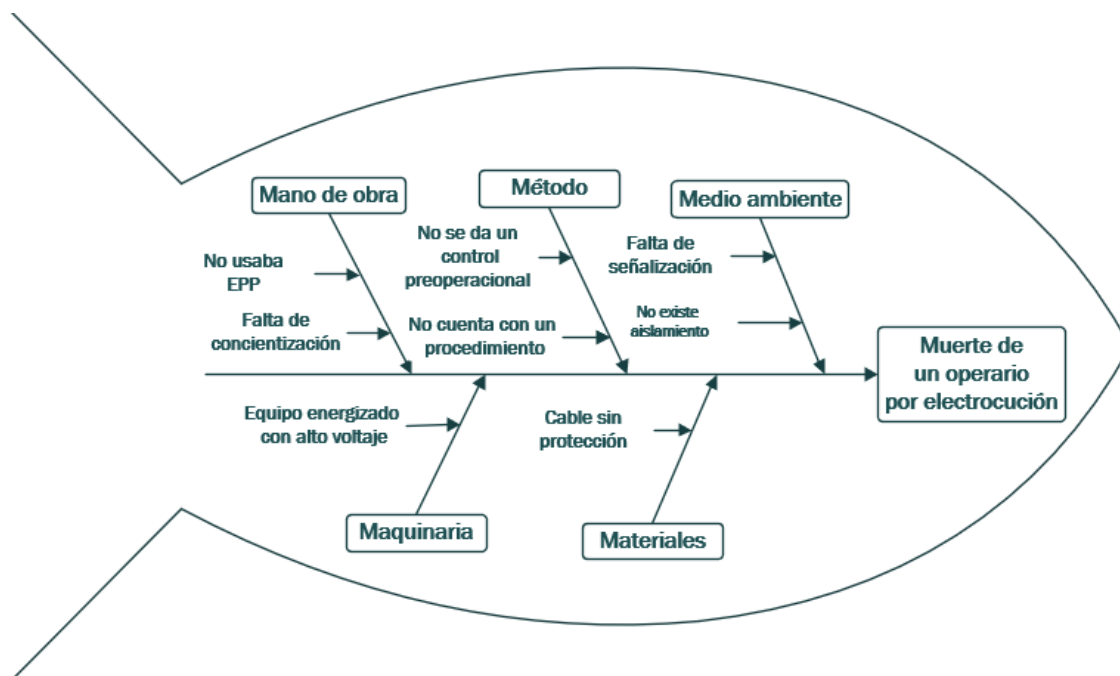 Mano de obra
Método
Medio ambiente
No usaba
EPP
Falta de
concientización
No se da un
control
preoperacional
No cuenta con un
procedimiento
Falta de
señalización
No existe
aislamiento
Muerte de
un operario
por electrocución
Equipo energizado
con alto voltaje
Cable sin
protección
Maquinaria
Materiales